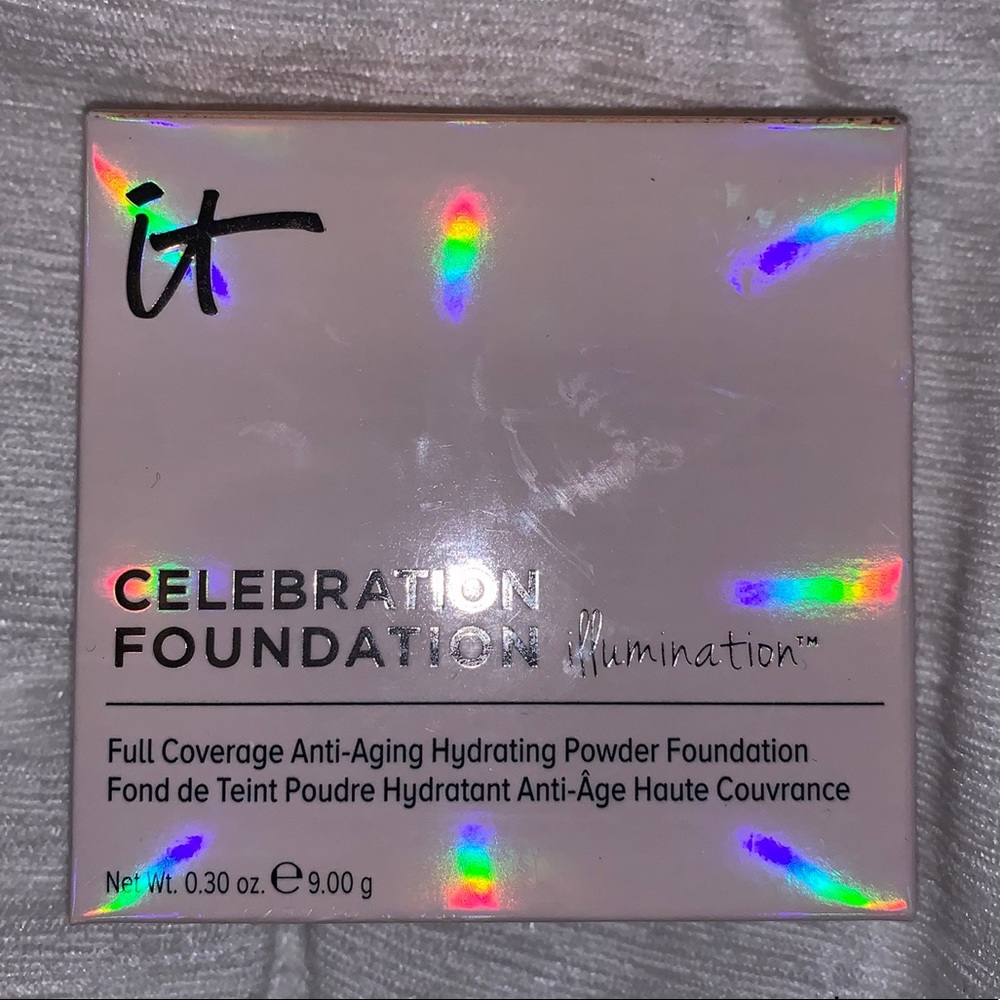 it
CELEBRATION
FOUNDATION illumination™
Full Coverage Anti-Aging Hydrating Powder Foundation
Fond de Teint Poudre Hydratant Anti-Âge Haute Couvrance
Net Wt. 0.30 oz. ℮ 9.00 g